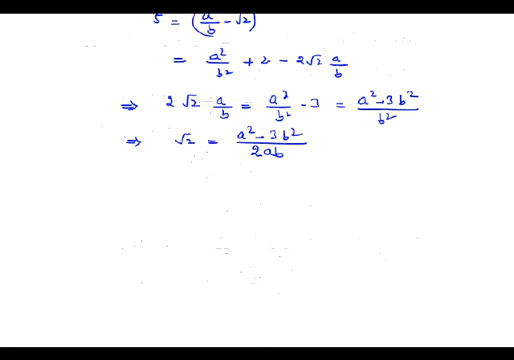 5 = (a/b - √2)
= a²/b² + 2 - 2√2 a/b
⇒ 2√2 a/b = a²/b² - 3 = a² - 3b²/b²
⇒ √2 = a² - 3b²/2ab